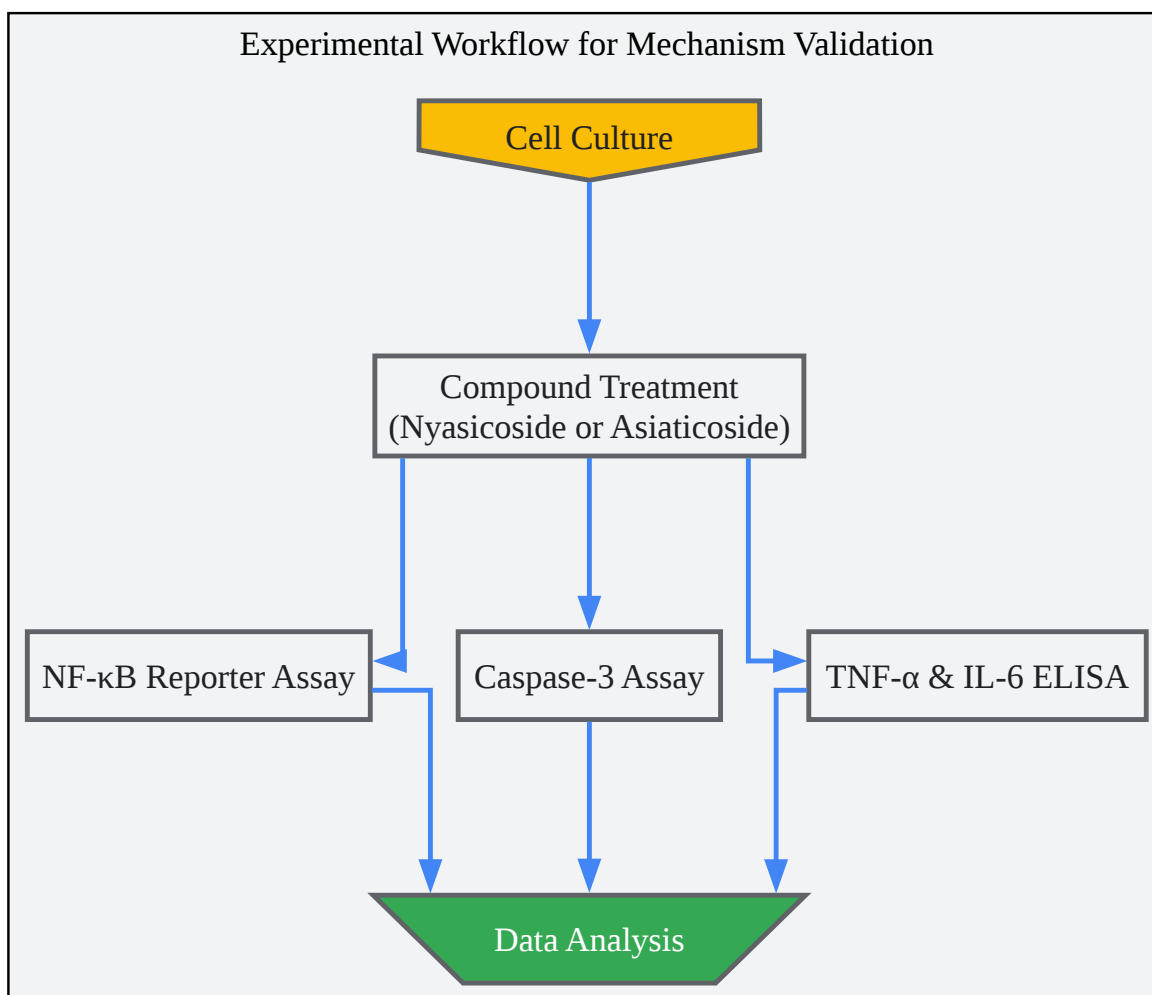 Experimental Workflow for Mechanism Validation
Cell Culture
Compound Treatment
(Nyasicoside or Asiaticoside)
NF-κB Reporter Assay
Caspase-3 Assay
TNF-α & IL-6 ELISA
Data Analysis